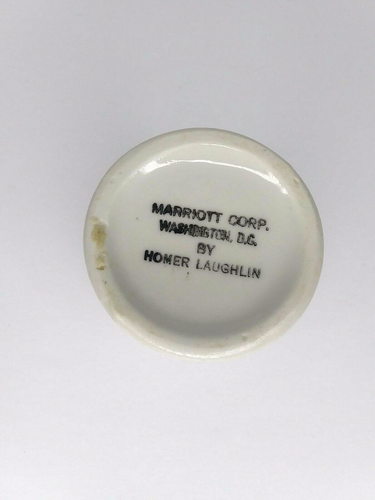 MARRIOTT CORP.
WASHINGTON, D.C.
BY
HOMER LAUGHLIN